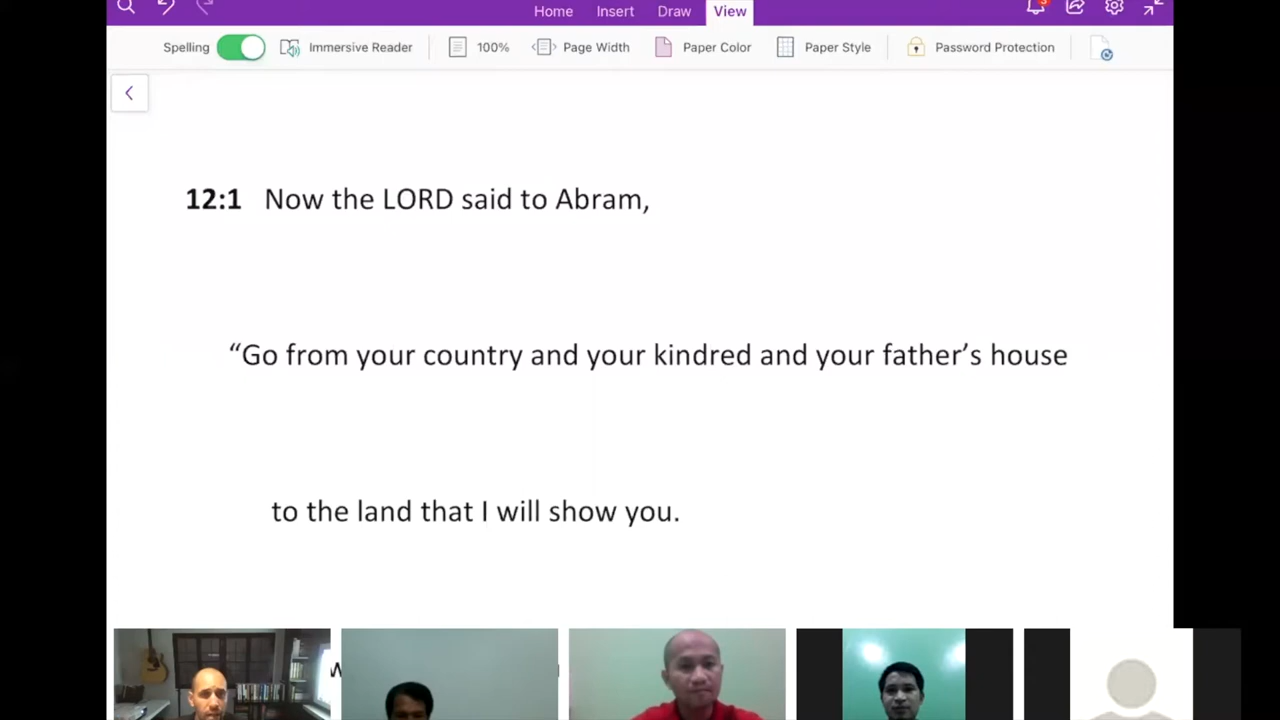 Home Insert Draw View
Spelling Immersive Reader 100% Page Width Paper Color Paper Style Password Protection
12:1 Now the LORD said to Abram,
“Go from your country and your kindred and your father’s house
to the land that I will show you.